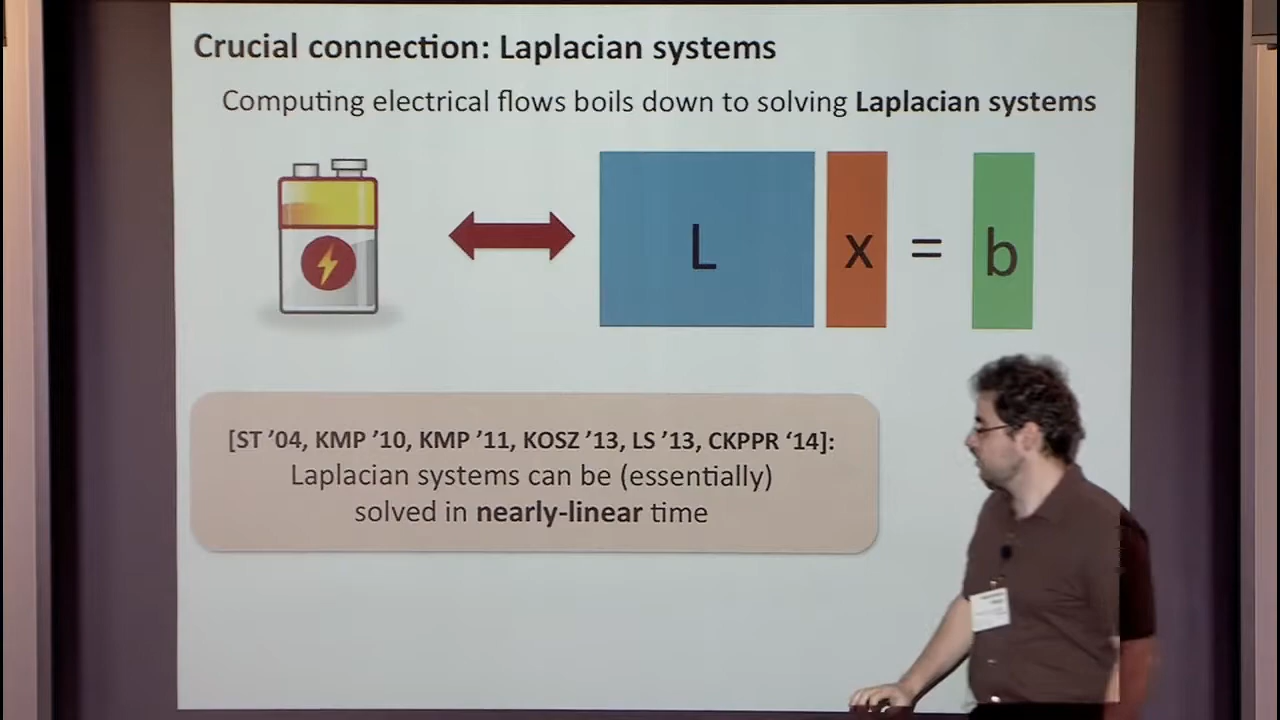 Crucial connection: Laplacian systems
Computing electrical flows boils down to solving Laplacian systems
L x = b
[ST ’04, KMP ’10, KMP ’11, KOSZ ’13, LS ’13, CKPPR ‘14]:
Laplacian systems can be (essentially)
solved in nearly-linear time